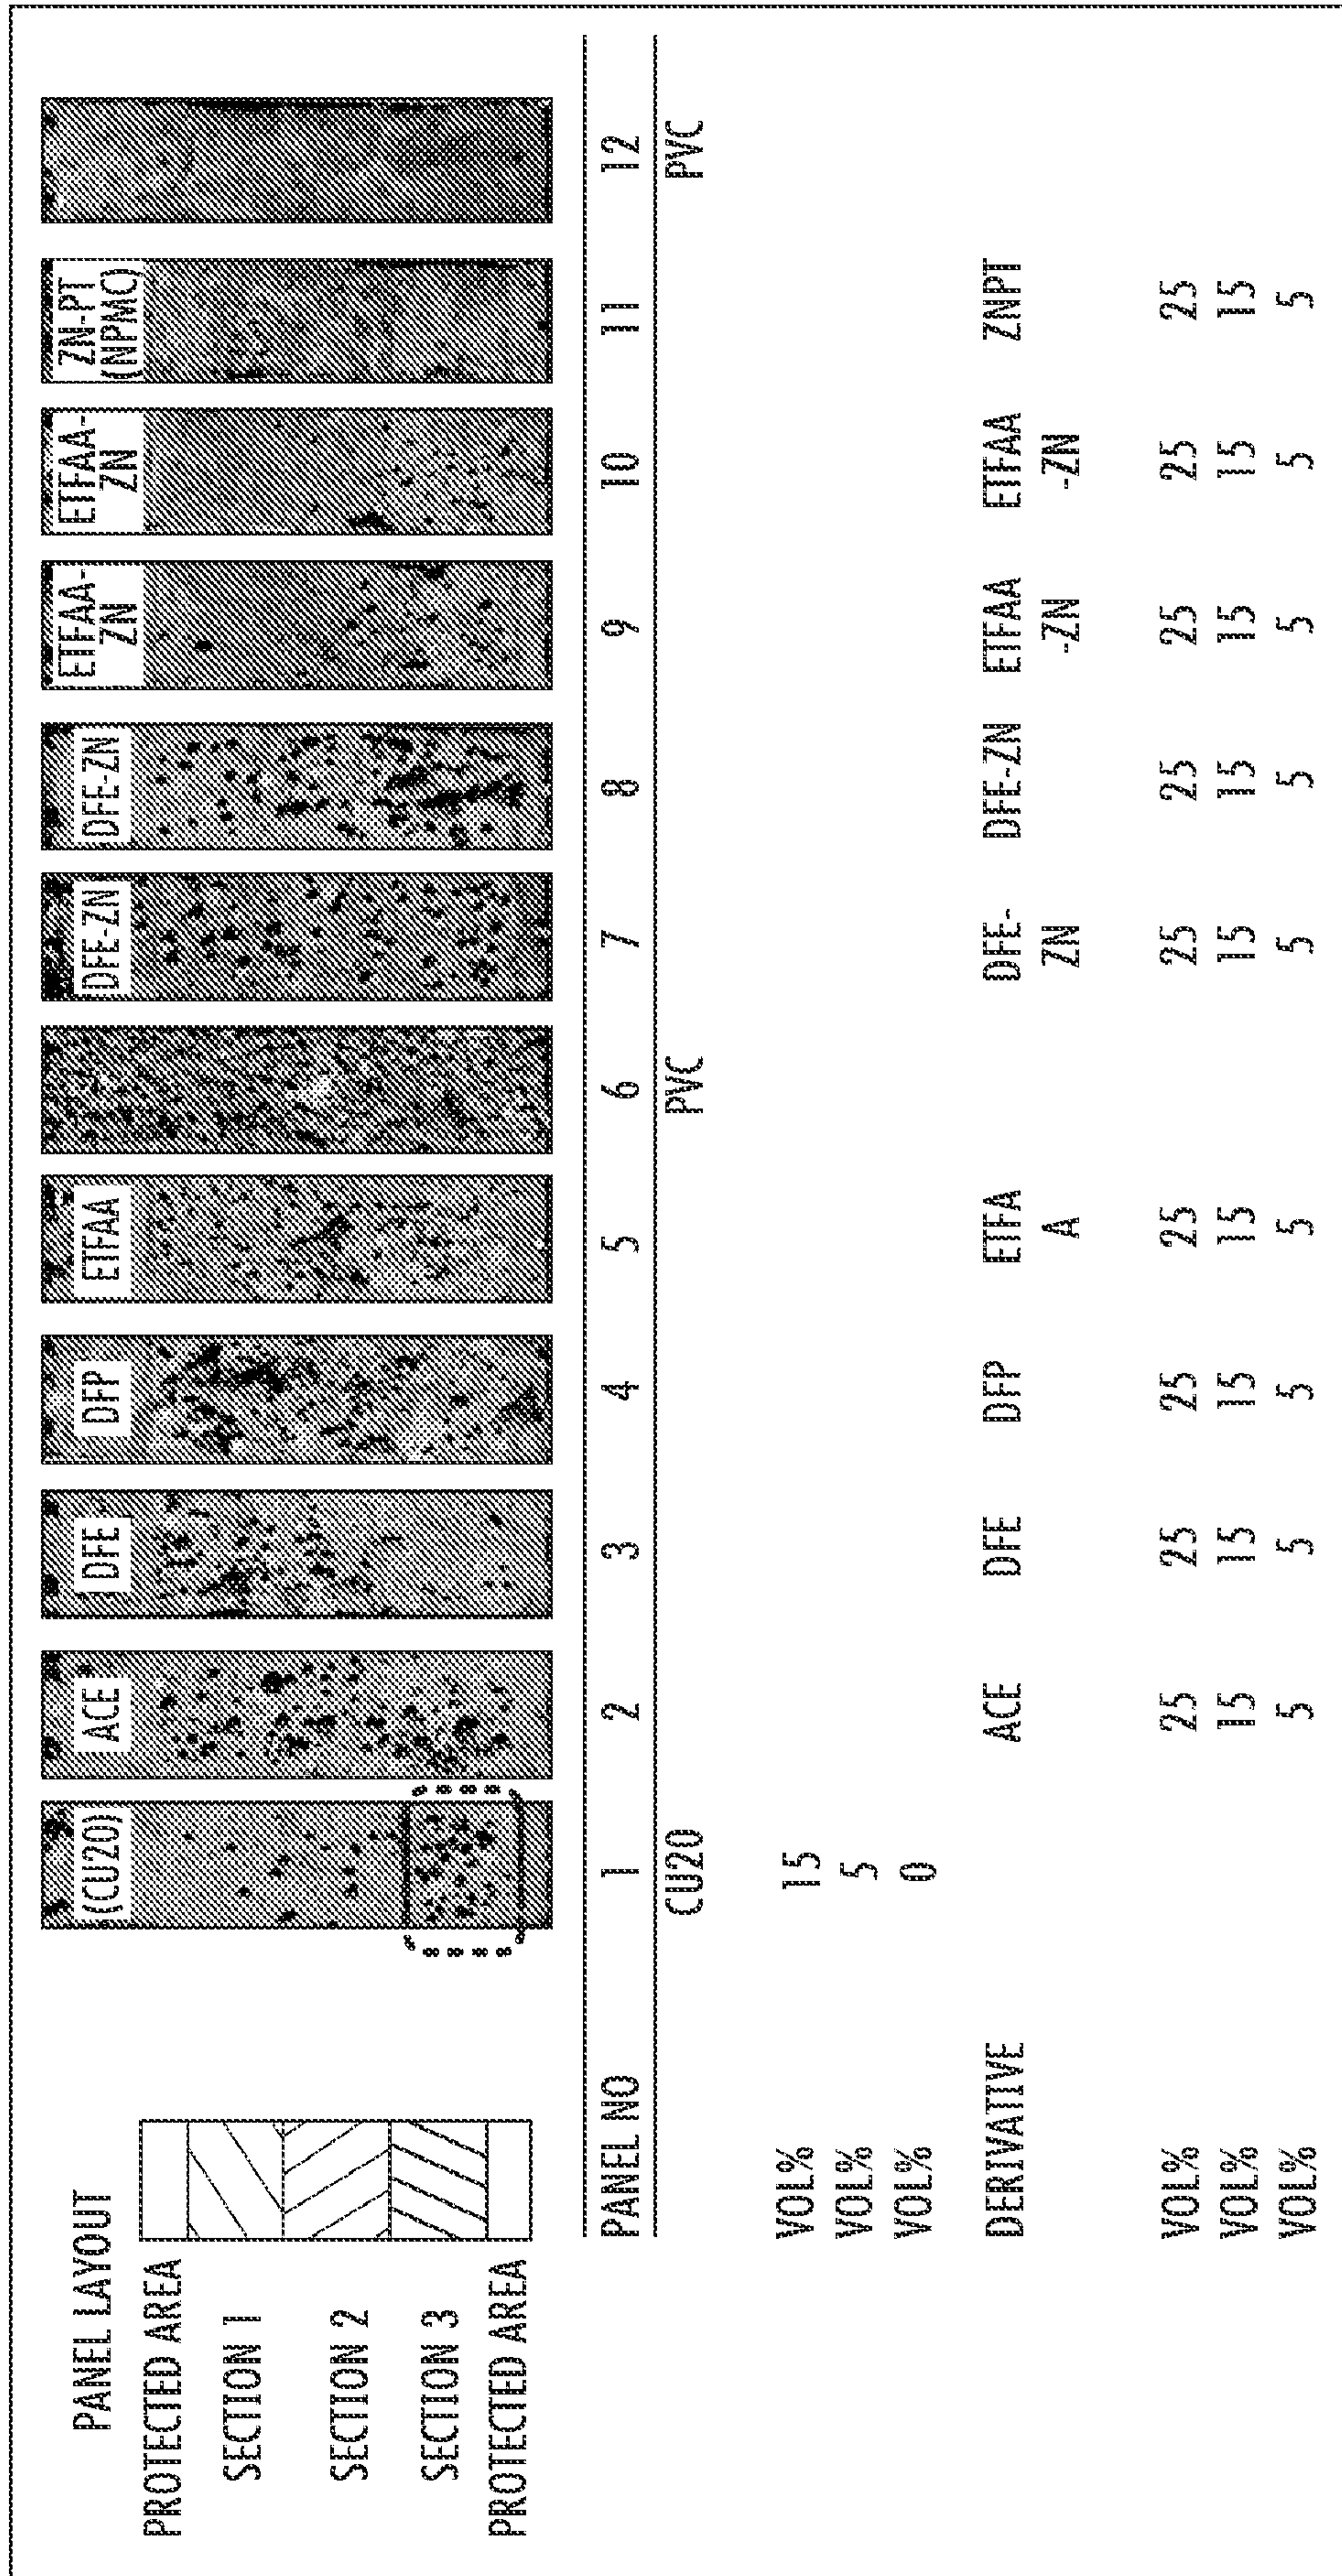 PANEL LAYOUT
PROTECTED AREA
SECTION 1
SECTION 2
SECTION 3
PROTECTED AREA
(CU20)
ACE
DFE
DFP
ETFAA
DFE-ZN
DFE-ZN
ETFAA-
ZN
ETFAA-
ZN
ZN-PT
(NPMC)
PANEL NO 1 2 3 4 5 6 7 8 9 10 11 12
CU20 PVC PVC
VOL% 15
VOL% 5
VOL% 0
DERIVATIVE ACE DFE DFP ETFA DFE- DFE-ZN ETFAA ETFAA ZNPT
A ZN -ZN -ZN
VOL% 25 25 25 25 25 25 25 25 25
VOL% 15 15 15 15 15 15 15 15 15
VOL% 5 5 5 5 5 5 5 5 5